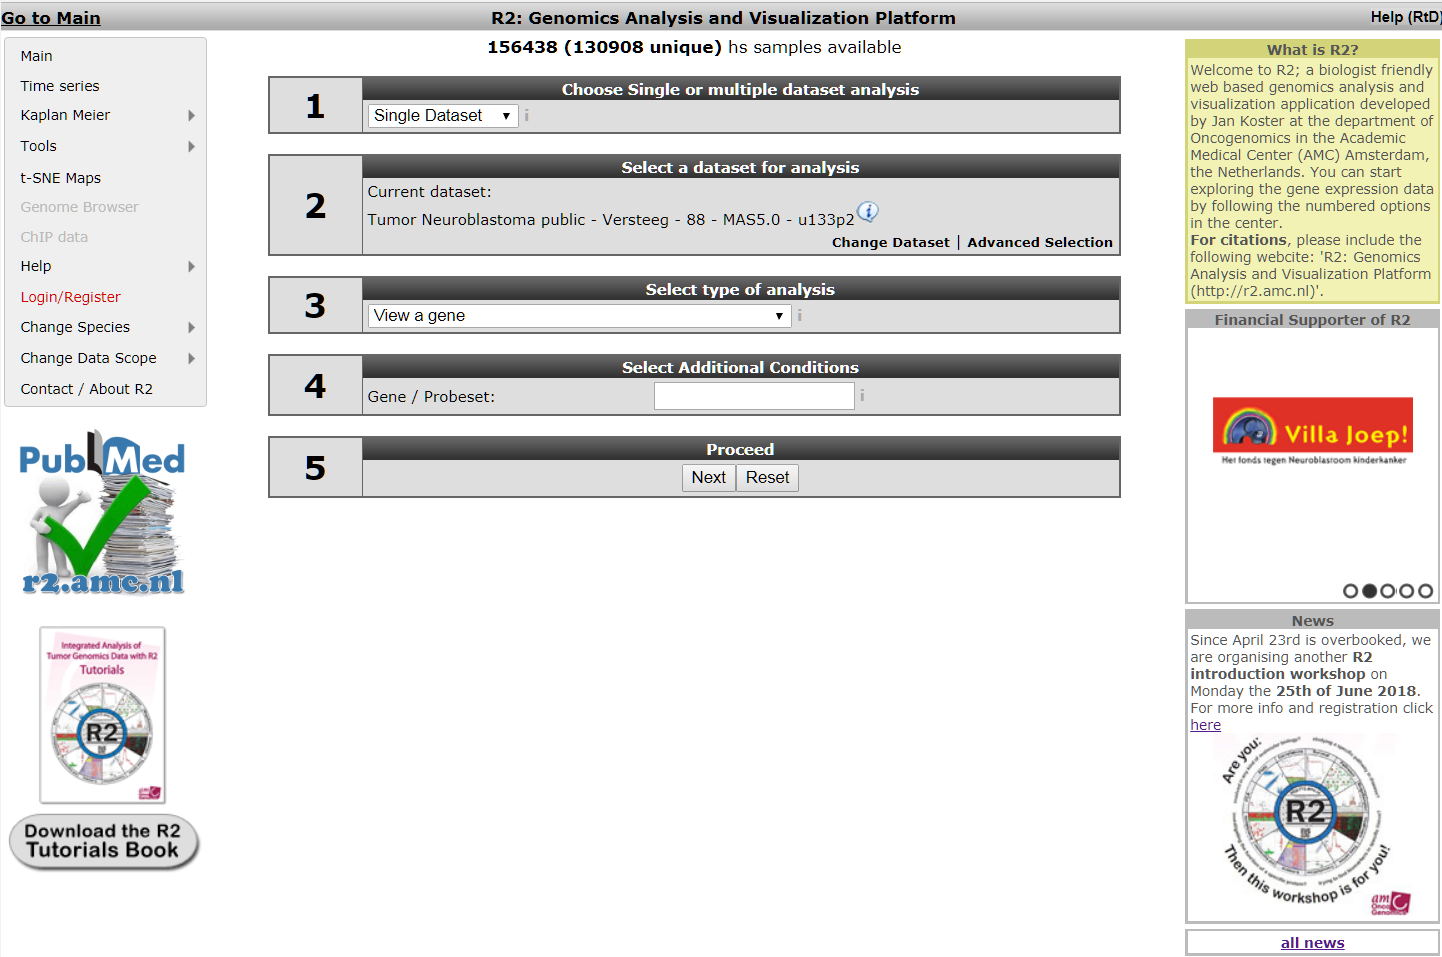 Go to Main
R2: Genomics Analysis and Visualization Platform
Help (RtD)
156438 (130908 unique) hs samples available
Main
Time series
Kaplan Meier
Tools
t-SNE Maps
Genome Browser
ChIP data
Help
Login/Register
Change Species
Change Data Scope
Contact / About R2
PubMed
r2.amc.nl
Integrated Analysis of
Tumor Genomics Data with R2
Tutorials
R2
amc
Download the R2
Tutorials Book
1
Choose Single or multiple dataset analysis
Single Dataset
i
2
Select a dataset for analysis
Current dataset:
Tumor Neuroblastoma public - Versteeg - 88 - MAS5.0 - u133p2
i
Change Dataset | Advanced Selection
3
Select type of analysis
View a gene
i
4
Select Additional Conditions
Gene / Probeset:
i
5
Proceed
Next
Reset
What is R2?
Welcome to R2; a biologist friendly
web based genomics analysis and
visualization application developed
by Jan Koster at the department of
Oncogenomics in the Academic
Medical Center (AMC) Amsterdam,
the Netherlands. You can start
exploring the gene expression data
by following the numbered options
in the center.
For citations, please include the
following webcite: 'R2: Genomics
Analysis and Visualization Platform
(http://r2.amc.nl)'.
Financial Supporter of R2
Villa Joep!
Het fonds tegen Neuroblastoom kinderkanker
News
Since April 23rd is overbooked, we
are organising another R2
introduction workshop on
Monday the 25th of June 2018.
For more info and registration click
here
Are you:
R2
Then this workshop is for you!
amc
Onco
Genomics
all news